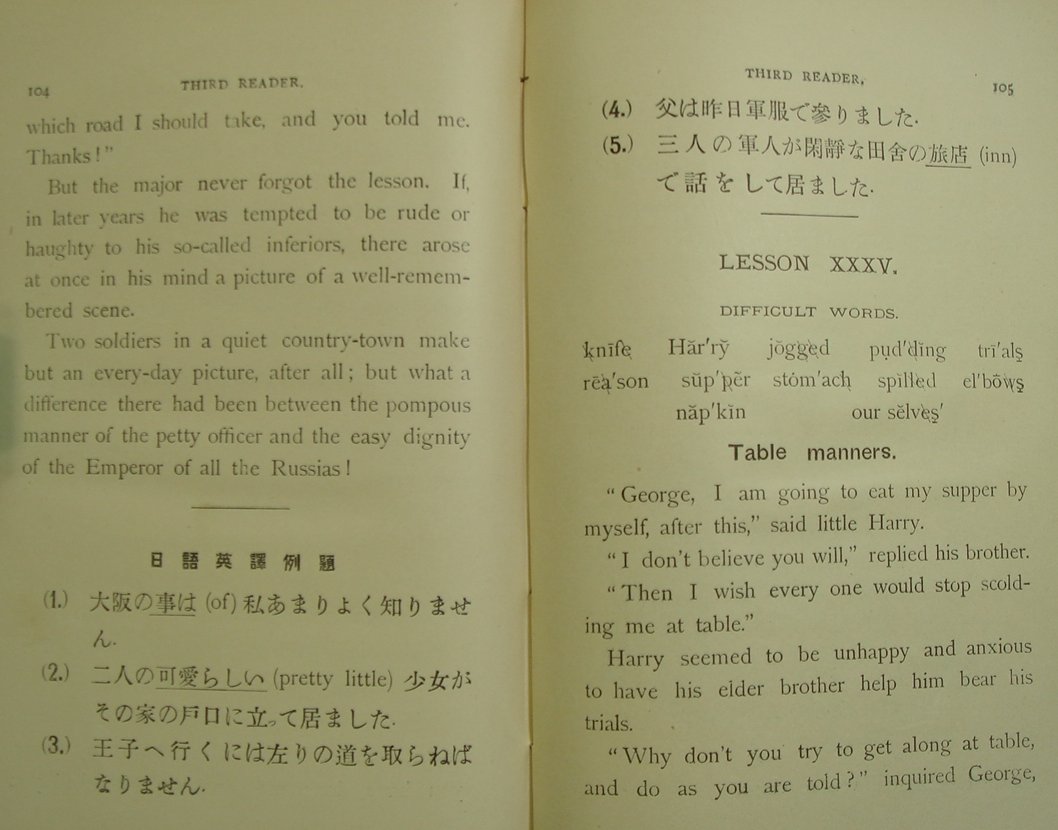 104
THIRD READER.
which road I should take, and you told me.
Thanks!”
But the major never forgot the lesson. If,
in later years he was tempted to be rude or
haughty to his so-called inferiors, there arose
at once in his mind a picture of a well-remem-
bered scene.
Two soldiers in a quiet country-town make
but an every-day picture, after all; but what a
difference there had been between the pompous
manner of the petty officer and the easy dignity
of the Emperor of all the Russias!
日語英譯例題
(1.) 大阪の事は (of) 私あまりよく知りませ
ん.
(2.) 二人の可愛らしい (pretty little) 少女が
その家の戸口に立って居ました.
(3.) 王子へ行くには左りの道を取らねば
なりません.
THIRD READER.
105
(4.) 父は昨日軍服で參りました.
(5.) 三人の軍人が閑靜な田舍の旅店 (inn)
で話をして居ました.
LESSON XXXV.
DIFFICULT WORDS.
knīfe Hăr'rў jŏgged pụd'dĭng trī'alş
rēa'son sŭp'pẽr stóm'ach spĭlled el'bōwş
năp'kĭn our sĕlveş'
Table manners.
“George, I am going to eat my supper by
myself, after this,” said little Harry.
“I don't believe you will,” replied his brother.
“Then I wish every one would stop scold-
ing me at table.”
Harry seemed to be unhappy and anxious
to have his elder brother help him bear his
trials.
“Why don't you try to get along at table,
and do as you are told?” inquired George,